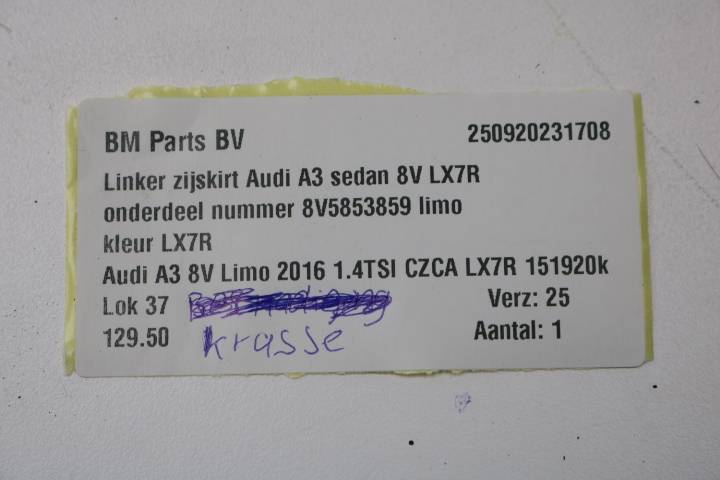 BM Parts BV 250920231708
Linker zijskirt Audi A3 sedan 8V LX7R
onderdeel nummer 8V5853859 limo
kleur LX7R
Audi A3 8V Limo 2016 1.4TSI CZCA LX7R 151920k
Lok 37 Verz: 25
129.50 krasse Aantal: 1